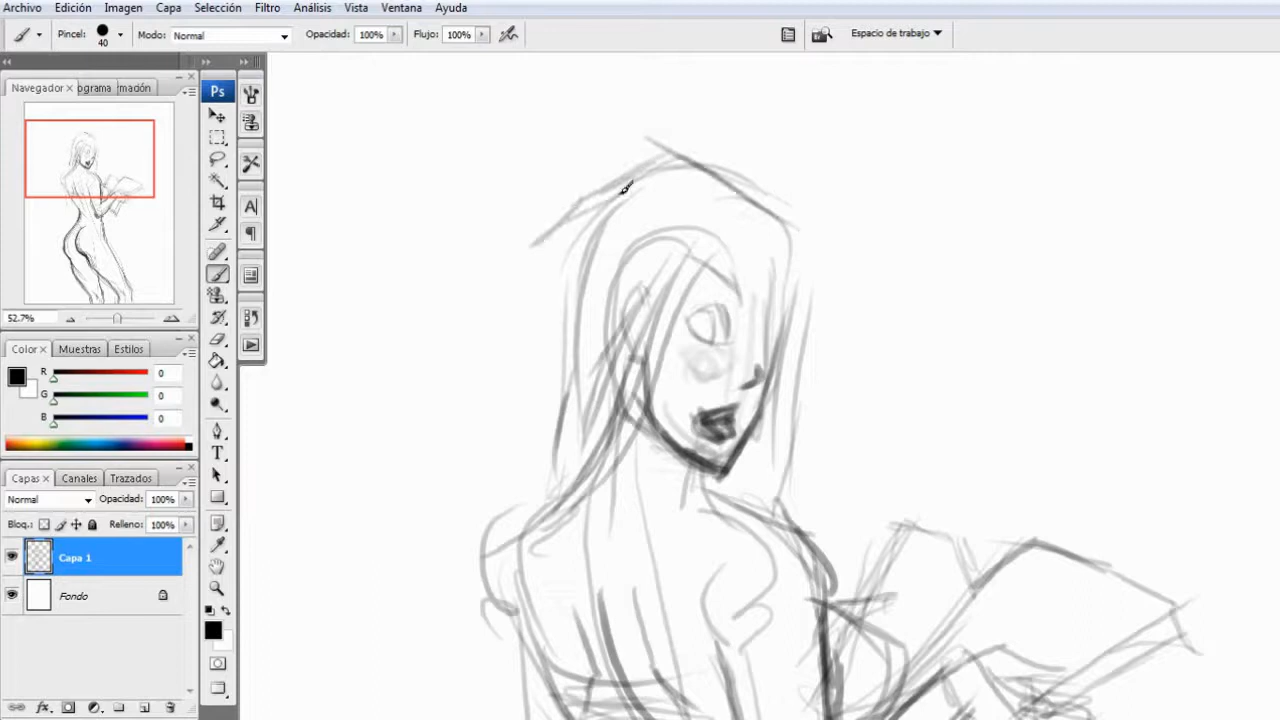 Archivo Edición Imagen Capa Selección Filtro Análisis Vista Ventana Ayuda
Pincel: 40 Modo: Normal Opacidad: 100% Flujo: 100% Espacio de trabajo
Navegador ograma mación
52.7%
Color Muestras Estilos
R 0
G 0
B 0
Capas Canales Trazados
Normal Opacidad: 100%
Bloq.: Relleno: 100%
Capa 1
Fondo
Ps
A
T